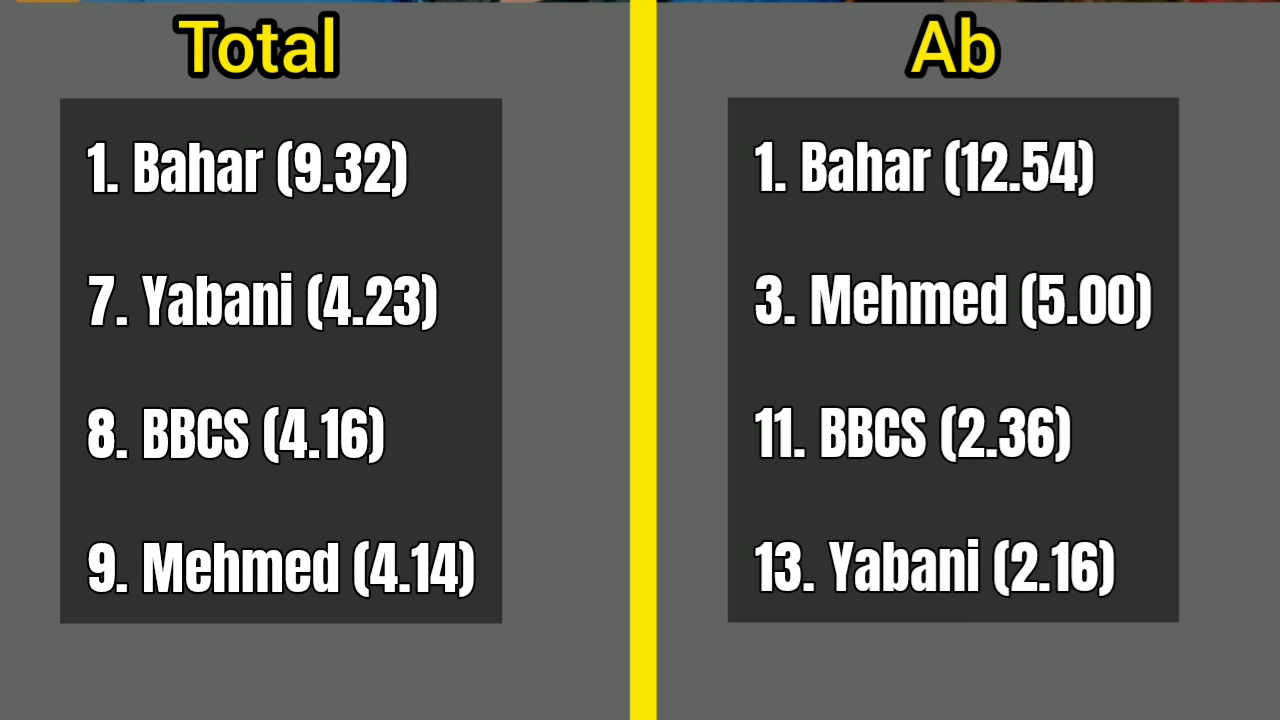 Total
1. Bahar (9.32)
7. Yabani (4.23)
8. BBCS (4.16)
9. Mehmed (4.14)
Ab
1. Bahar (12.54)
3. Mehmed (5.00)
11. BBCS (2.36)
13. Yabani (2.16)